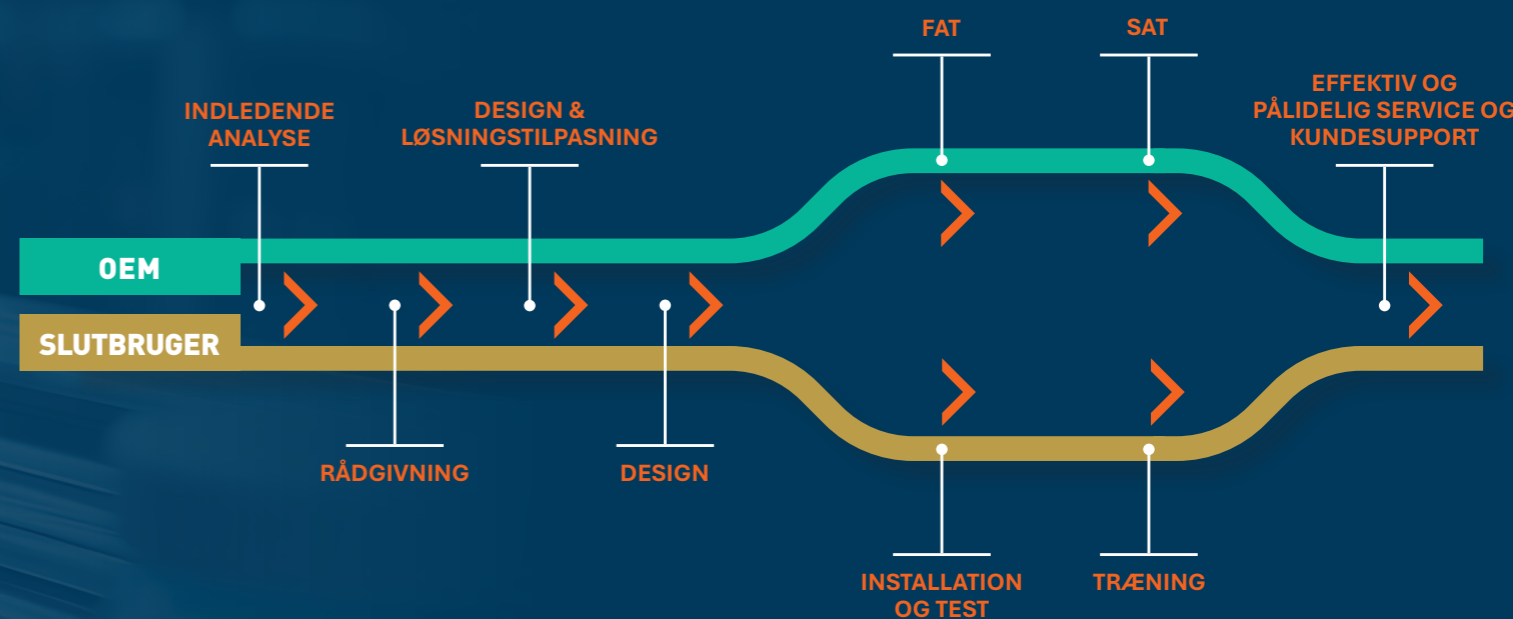 FAT
SAT
EFFEKTIV OG
PÅLIDELIG SERVICE OG
KUNDESUPPORT
INDLEDENDE
ANALYSE
DESIGN &
LØSNINGSTILPASNING
OEM
SLUTBRUGER
RÅDGIVNING
DESIGN
INSTALLATION
OG TEST
TRÆNING